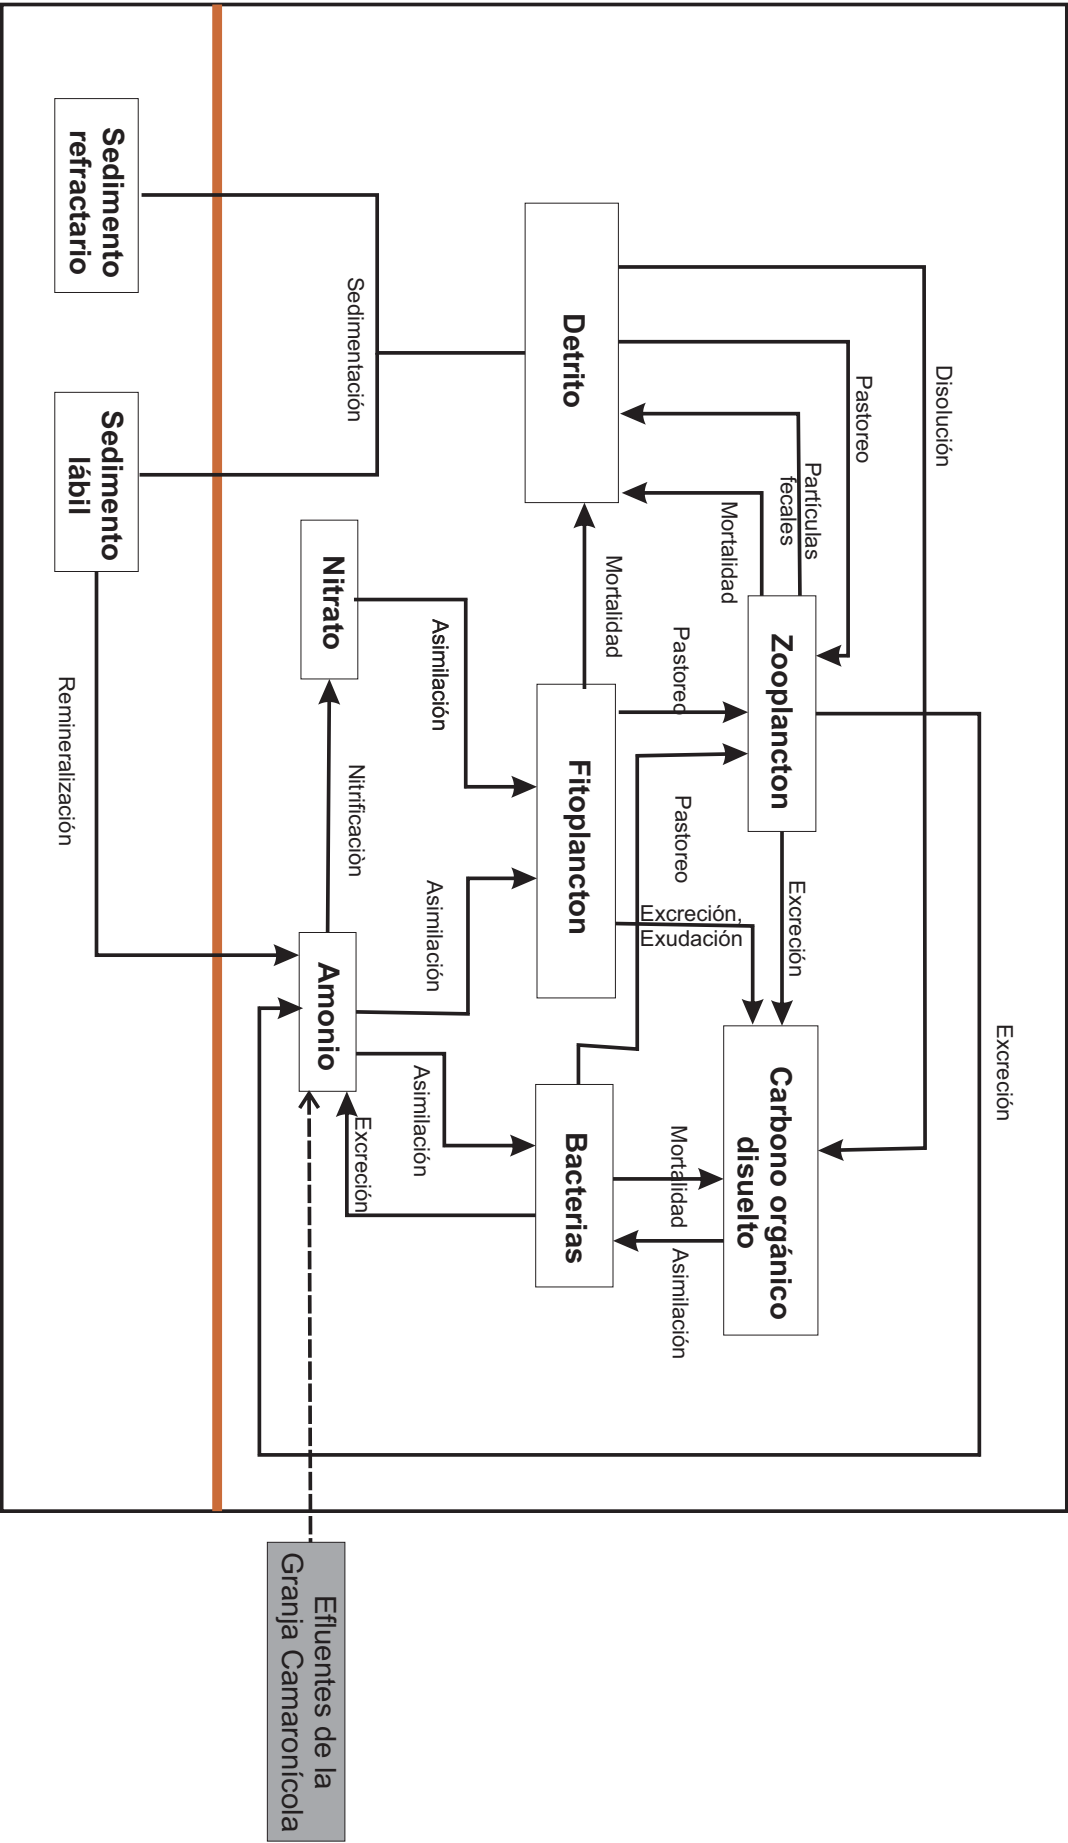 Excreción
Disolución
Pastoreo
Partículas
fecales
Excreción
Zooplancton
Carbono orgánico
disuelto
Mortalidad
Excreción,
Exudación
Pastoreo
Pastoreo
Mortalidad
Asimilación
Mortalidad
Detrito
Fitoplancton
Bacterias
Asimilación
Asimilación
Asimilación
Excreción
Sedimentación
Nitrificaciòn
Nitrato
Amonio
Efluentes de la
Granja Camaronícola
Sedimento
refractario
Sedimento
lábil
Remineralización